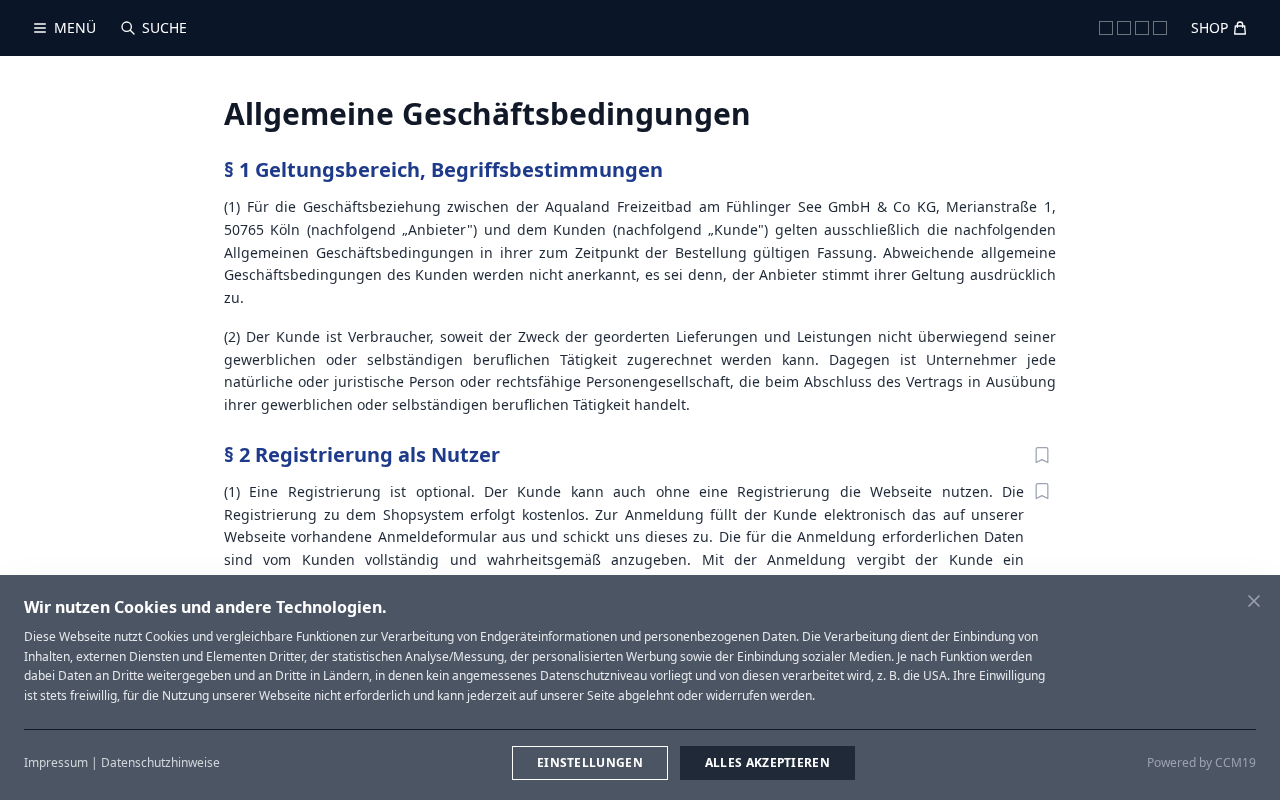 MENÜ SUCHE SHOP
Allgemeine Geschäftsbedingungen
§ 1 Geltungsbereich, Begriffsbestimmungen
(1) Für die Geschäftsbeziehung zwischen der Aqualand Freizeitbad am Fühlinger See GmbH & Co KG, Merianstraße 1,
50765 Köln (nachfolgend „Anbieter") und dem Kunden (nachfolgend „Kunde") gelten ausschließlich die nachfolgenden
Allgemeinen Geschäftsbedingungen in ihrer zum Zeitpunkt der Bestellung gültigen Fassung. Abweichende allgemeine
Geschäftsbedingungen des Kunden werden nicht anerkannt, es sei denn, der Anbieter stimmt ihrer Geltung ausdrücklich
zu.
(2) Der Kunde ist Verbraucher, soweit der Zweck der georderten Lieferungen und Leistungen nicht überwiegend seiner
gewerblichen oder selbständigen beruflichen Tätigkeit zugerechnet werden kann. Dagegen ist Unternehmer jede
natürliche oder juristische Person oder rechtsfähige Personengesellschaft, die beim Abschluss des Vertrags in Ausübung
ihrer gewerblichen oder selbständigen beruflichen Tätigkeit handelt.
§ 2 Registrierung als Nutzer
(1) Eine Registrierung ist optional. Der Kunde kann auch ohne eine Registrierung die Webseite nutzen. Die
Registrierung zu dem Shopsystem erfolgt kostenlos. Zur Anmeldung füllt der Kunde elektronisch das auf unserer
Webseite vorhandene Anmeldeformular aus und schickt uns dieses zu. Die für die Anmeldung erforderlichen Daten
sind vom Kunden vollständig und wahrheitsgemäß anzugeben. Mit der Anmeldung vergibt der Kunde ein
Wir nutzen Cookies und andere Technologien.
Diese Webseite nutzt Cookies und vergleichbare Funktionen zur Verarbeitung von Endgeräteinformationen und personenbezogenen Daten. Die Verarbeitung dient der Einbindung von
Inhalten, externen Diensten und Elementen Dritter, der statistischen Analyse/Messung, der personalisierten Werbung sowie der Einbindung sozialer Medien. Je nach Funktion werden
dabei Daten an Dritte weitergegeben und an Dritte in Ländern, in denen kein angemessenes Datenschutzniveau vorliegt und von diesen verarbeitet wird, z. B. die USA. Ihre Einwilligung
ist stets freiwillig, für die Nutzung unserer Webseite nicht erforderlich und kann jederzeit auf unserer Seite abgelehnt oder widerrufen werden.
Impressum | Datenschutzhinweise EINSTELLUNGEN ALLES AKZEPTIEREN Powered by CCM19